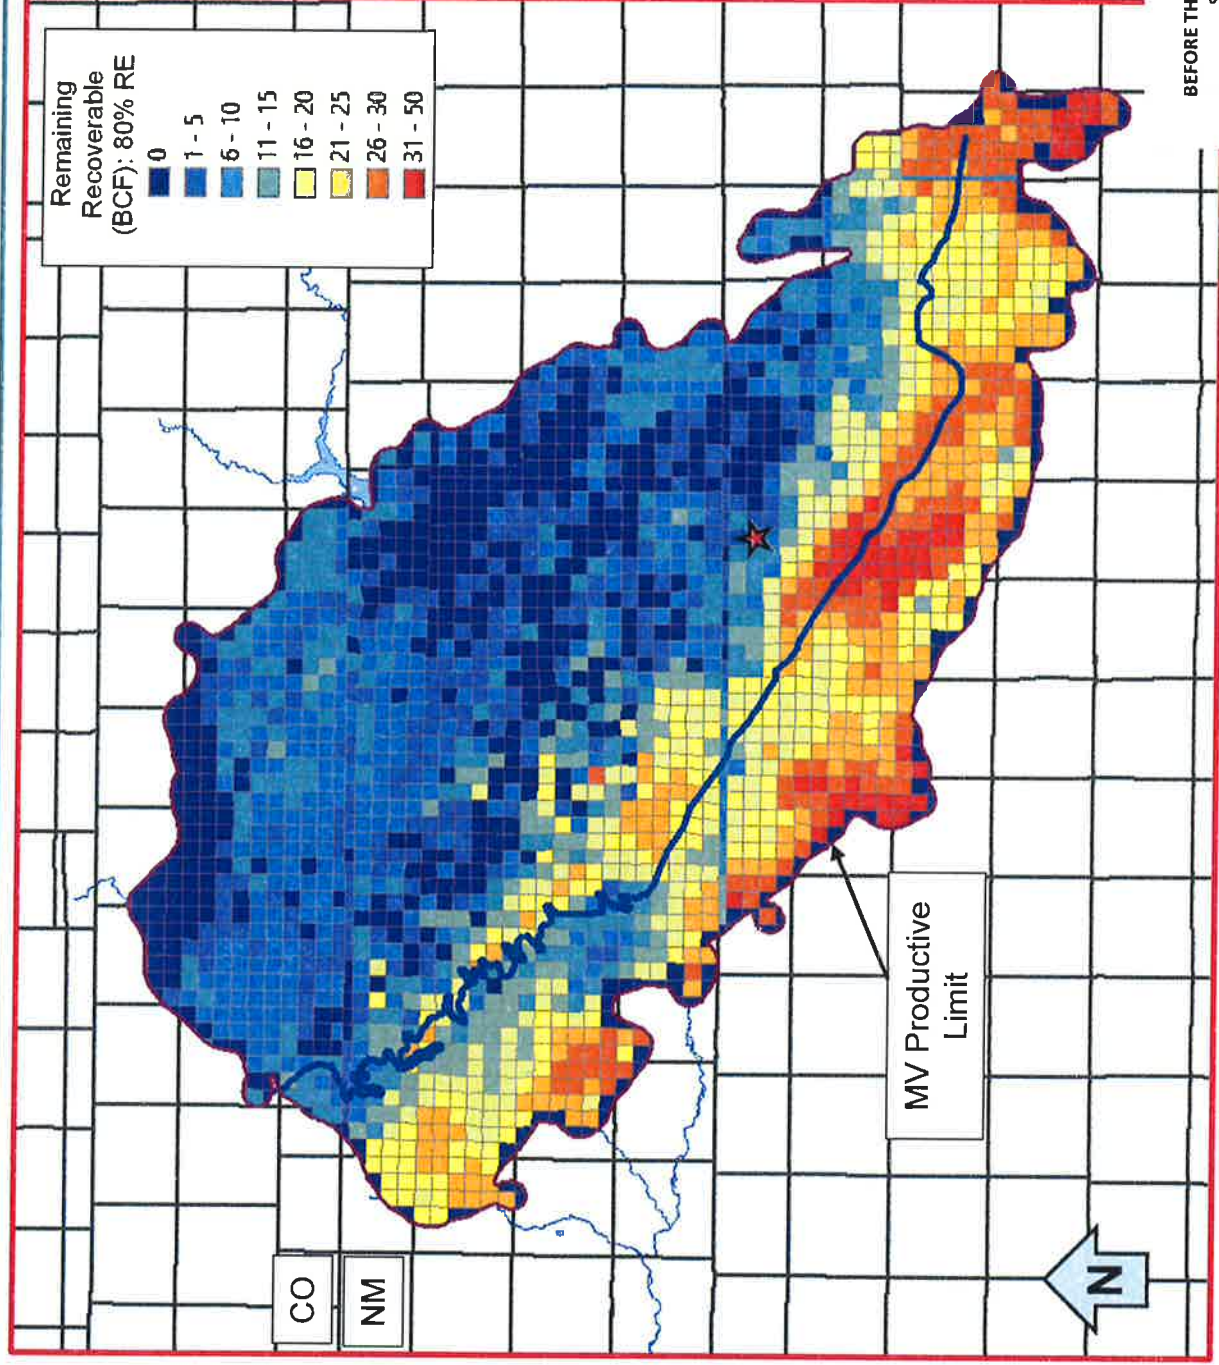 Remaining
Recoverable
(BCF): 80% RE
0
1 - 5
6 - 10
11 - 15
16 - 20
21 - 25
26 - 30
31 - 50
CO
NM
MV Productive
Limit
N
BEFORE TH